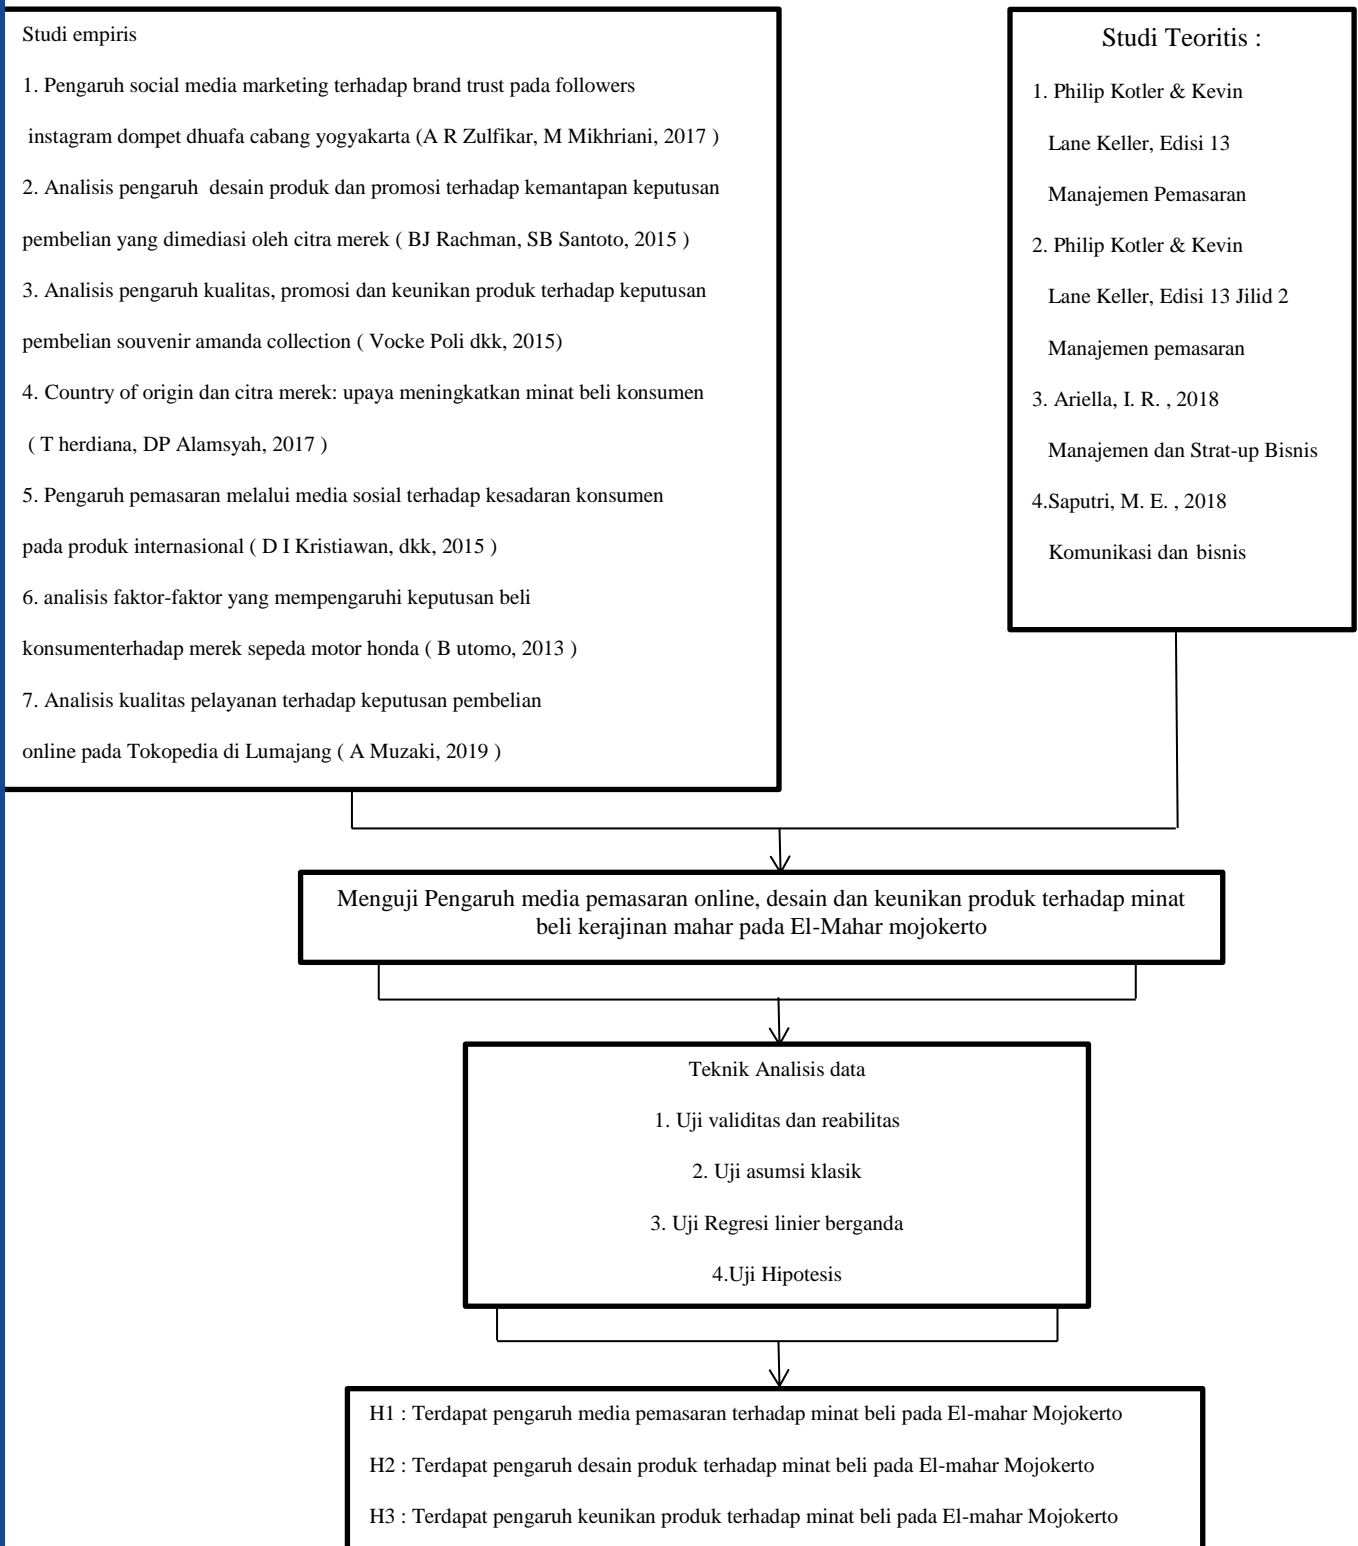 Studi empiris
1. Pengaruh social media marketing terhadap brand trust pada followers
instagram dompet dhuafa cabang yogyakarta (A R Zulfikar, M Mikhriani, 2017 )
2. Analisis pengaruh desain produk dan promosi terhadap kemantapan keputusan
pembelian yang dimediasi oleh citra merek ( BJ Rachman, SB Santoto, 2015 )
3. Analisis pengaruh kualitas, promosi dan keunikan produk terhadap keputusan
pembelian souvenir amanda collection ( Vocke Poli dkk, 2015)
4. Country of origin dan citra merek: upaya meningkatkan minat beli konsumen
( T herdiana, DP Alamsyah, 2017 )
5. Pengaruh pemasaran melalui media sosial terhadap kesadaran konsumen
pada produk internasional ( D I Kristiawan, dkk, 2015 )
6. analisis faktor-faktor yang mempengaruhi keputusan beli
konsumenterhadap merek sepeda motor honda ( B utomo, 2013 )
7. Analisis kualitas pelayanan terhadap keputusan pembelian
online pada Tokopedia di Lumajang ( A Muzaki, 2019 )
Studi Teoritis :
1. Philip Kotler & Kevin
Lane Keller, Edisi 13
Manajemen Pemasaran
2. Philip Kotler & Kevin
Lane Keller, Edisi 13 Jilid 2
Manajemen pemasaran
3. Ariella, I. R. , 2018
Manajemen dan Strat-up Bisnis
4.Saputri, M. E. , 2018
Komunikasi dan bisnis
Menguji Pengaruh media pemasaran online, desain dan keunikan produk terhadap minat
beli kerajinan mahar pada El-Mahar mojokerto
Teknik Analisis data
1. Uji validitas dan reabilitas
2. Uji asumsi klasik
3. Uji Regresi linier berganda
4.Uji Hipotesis
H1 : Terdapat pengaruh media pemasaran terhadap minat beli pada El-mahar Mojokerto
H2 : Terdapat pengaruh desain produk terhadap minat beli pada El-mahar Mojokerto
H3 : Terdapat pengaruh keunikan produk terhadap minat beli pada El-mahar Mojokerto